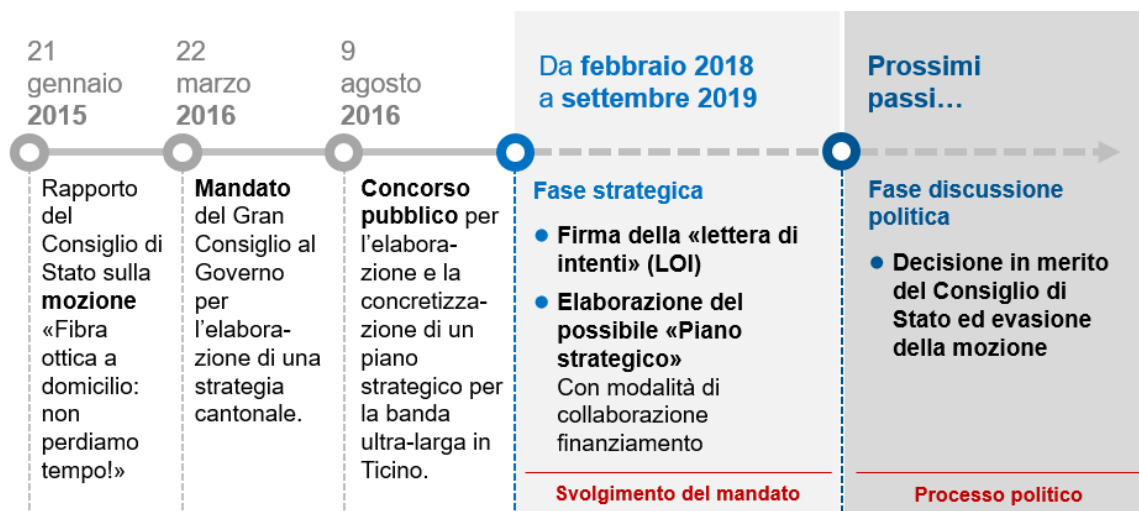 21
gennaio
2015
Rapporto
del
Consiglio di
Stato sulla
mozione
«Fibra
ottica a
domicilio:
non
perdiamo
tempo!»
22
marzo
2016
Mandato
del Gran
Consiglio al
Governo
per
l’elabora-
zione di una
strategia
cantonale.
9
agosto
2016
Concorso
pubblico per
l’elabora-
zione e la
concretizza-
zione di un
piano
strategico per
la banda
ultra-larga in
Ticino.
Da febbraio 2018
a settembre 2019
Fase strategica
● Firma della «lettera di
intenti» (LOI)
● Elaborazione del
possibile «Piano
strategico»
Con modalità di
collaborazione
finanziamento
Svolgimento del mandato
Prossimi
passi…
Fase discussione
politica
● Decisione in merito
del Consiglio di
Stato ed evasione
della mozione
Processo politico